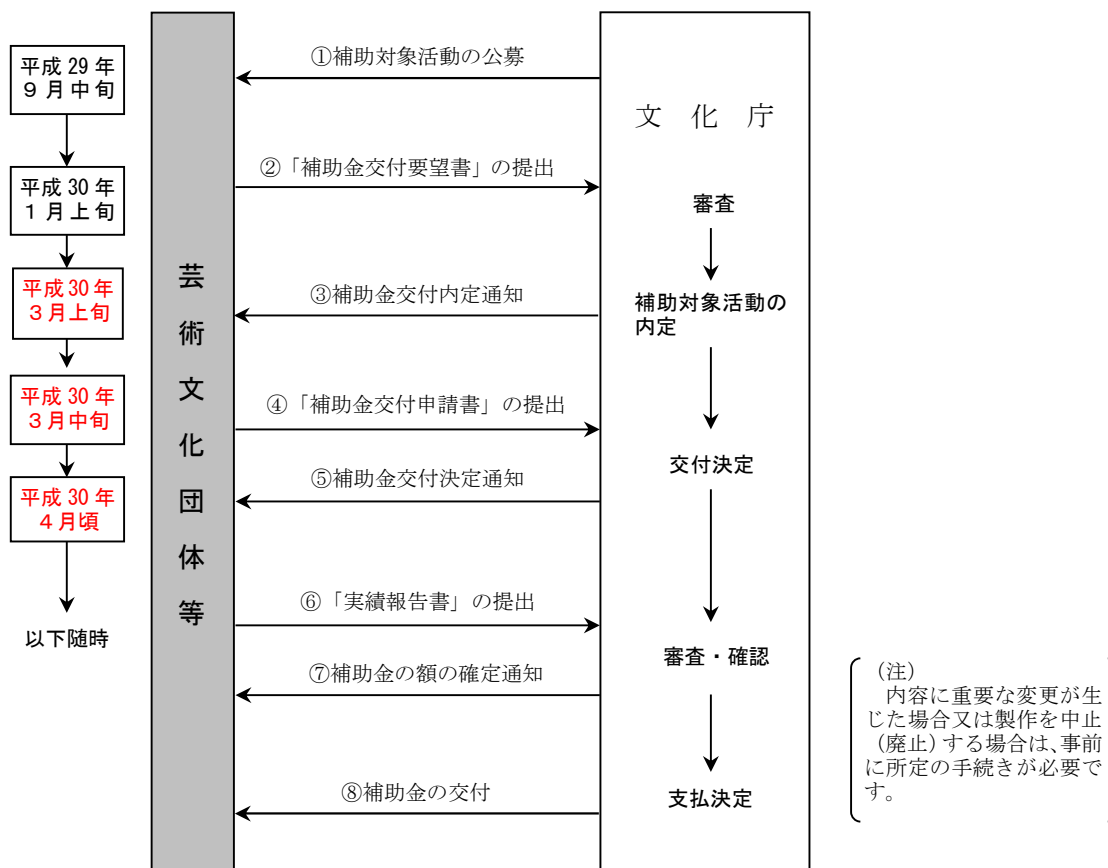 平成 29 年
９月中旬
平成 30 年
１月上旬
平成 30 年
３月上旬
平成 30 年
３月中旬
平成 30 年
４月頃
以下随時
芸術文化団体等
①補助対象活動の公募
②「補助金交付要望書」の提出
③補助金交付内定通知
④「補助金交付申請書」の提出
⑤補助金交付決定通知
⑥「実績報告書」の提出
⑦補助金の額の確定通知
⑧補助金の交付
文　化　庁
審査
補助対象活動の
内定
交付決定
審査・確認
支払決定
（注）
　内容に重要な変更が生
じた場合又は製作を中止
（廃止）する場合は、事前
に所定の手続きが必要で
す。